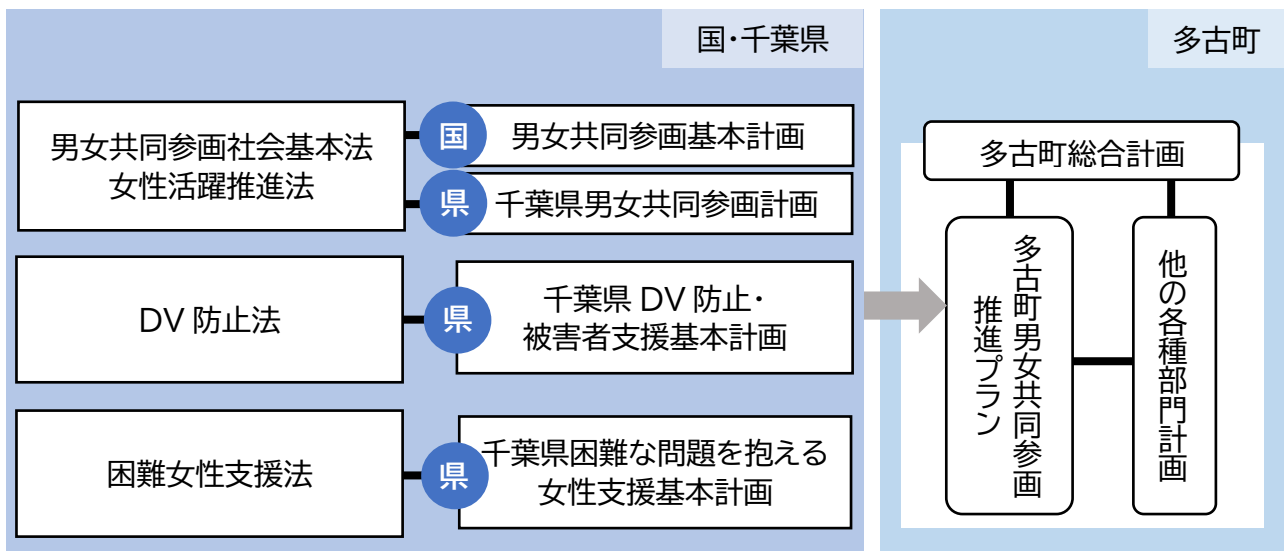 国・千葉県
男女共同参画社会基本法
女性活躍推進法
国
男女共同参画基本計画
県
千葉県男女共同参画計画
DV 防止法
県
千葉県 DV 防止・
被害者支援基本計画
困難女性支援法
県
千葉県困難な問題を抱える
女性支援基本計画
多古町
多古町総合計画
多古町男女共同参画
推進プラン
他の各種部門計画